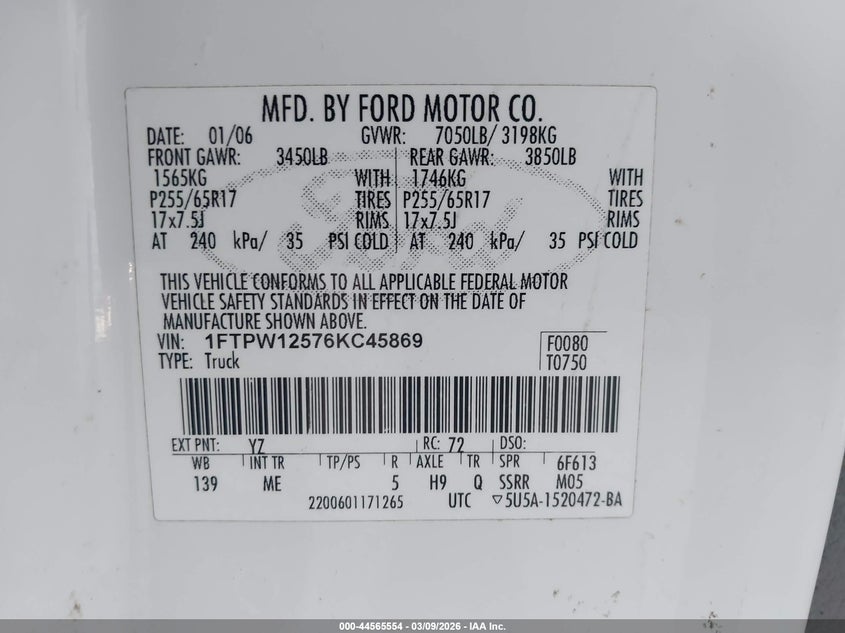 MFD. BY FORD MOTOR CO.
DATE: 01/06 GVWR: 7050LB/ 3198KG
FRONT GAWR: 3450LB REAR GAWR: 3850LB
1565KG WITH 1746KG WITH
P255/65R17 TIRES P255/65R17 TIRES
17x7.5J RIMS 17x7.5J RIMS
AT 240 kPa/ 35 PSI COLD AT 240 kPa/ 35 PSI COLD
THIS VEHICLE CONFORMS TO ALL APPLICABLE FEDERAL MOTOR
VEHICLE SAFETY STANDARDS IN EFFECT ON THE DATE OF
MANUFACTURE SHOWN ABOVE.
VIN: 1FTPW12576KC45869 F0080
TYPE: Truck T0750
EXT PNT: YZ RC: 72 DSO:
WB INT TR TP/PS R AXLE TR SPR 6F613
139 ME 5 H9 Q SSRR M05
2200601171265 UTC ▽5U5A-1520472-BA
000-44565554 | 03/09/2026 - IAA Inc.